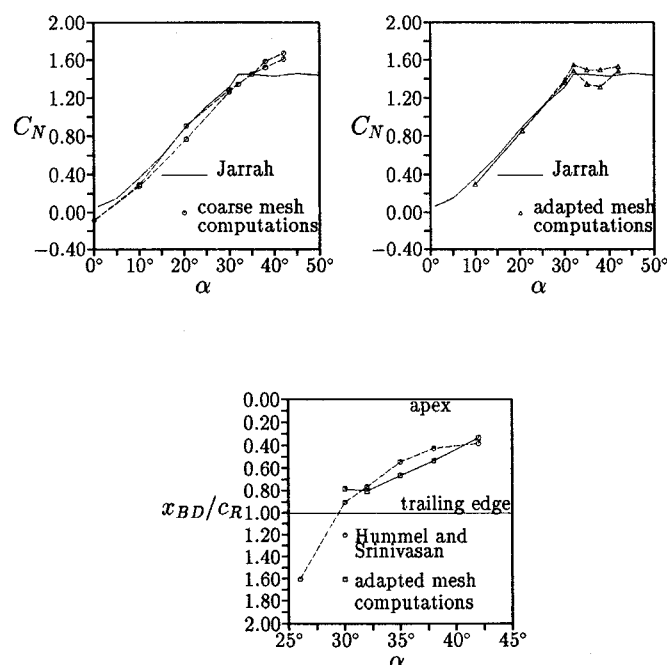 2.00
1.60
1.20
C_N
0.80
0.40
0.00
−0.40
Jarrah
coarse mesh
computations
0° 10° 20° 30° 40° 50°
α
2.00
1.60
1.20
C_N
0.80
0.40
0.00
−0.40
Jarrah
adapted mesh
computations
0° 10° 20° 30° 40° 50°
α
0.00
0.20
0.40
0.60
0.80
x_BD/c_R 1.00
1.20
1.40
1.60
1.80
2.00
apex
trailing edge
Hummel and
Srinivasan
adapted mesh
computations
25° 30° 35° 40° 45°
α